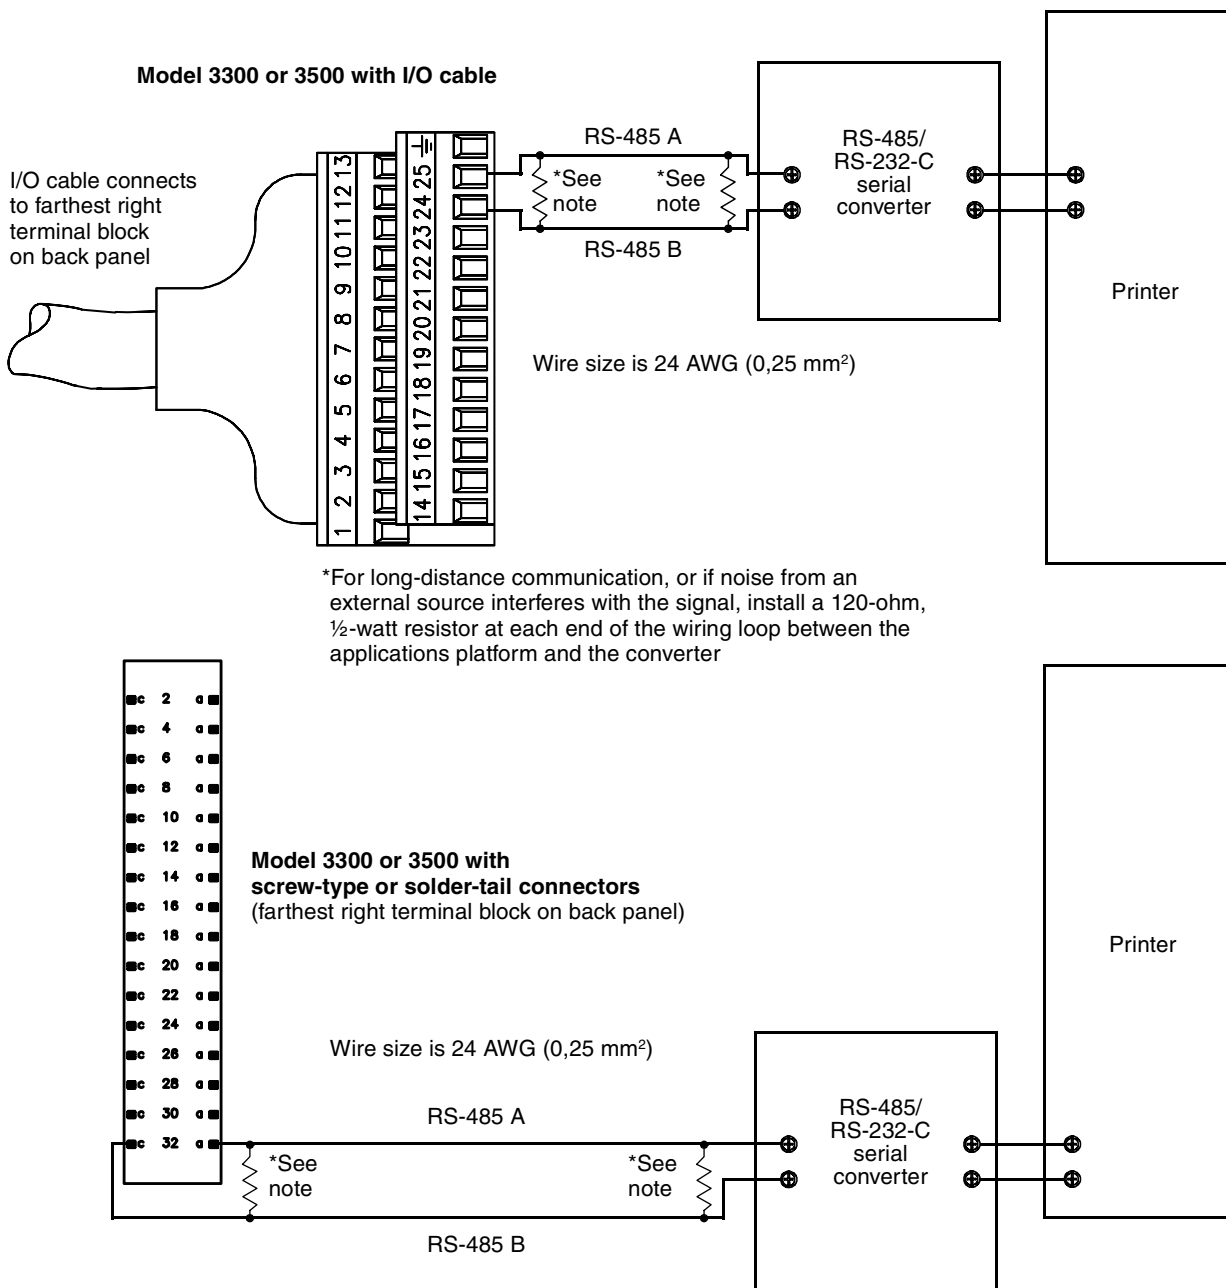 Model 3300 or 3500 with I/O cable
I/O cable connects
to farthest right
terminal block
on back panel
13
12
11
10
9
8
7
6
5
4
3
2
1
25
24
23
22
21
20
19
18
17
16
15
14
RS-485 A
*See
note
*See
note
RS-485 B
RS-485/
RS-232-C
serial
converter
Printer
Wire size is 24 AWG (0,25 mm²)
*For long-distance communication, or if noise from an
external source interferes with the signal, install a 120-ohm,
½-watt resistor at each end of the wiring loop between the
applications platform and the converter
c 2 a
c 4 a
c 6 a
c 8 a
c 10 a
c 12 a
c 14 a
c 16 a
c 18 a
c 20 a
c 22 a
c 24 a
c 26 a
c 28 a
c 30 a
c 32 a
Model 3300 or 3500 with
screw-type or solder-tail connectors
(farthest right terminal block on back panel)
Wire size is 24 AWG (0,25 mm²)
RS-485 A
*See
note
*See
note
RS-485 B
RS-485/
RS-232-C
serial
converter
Printer